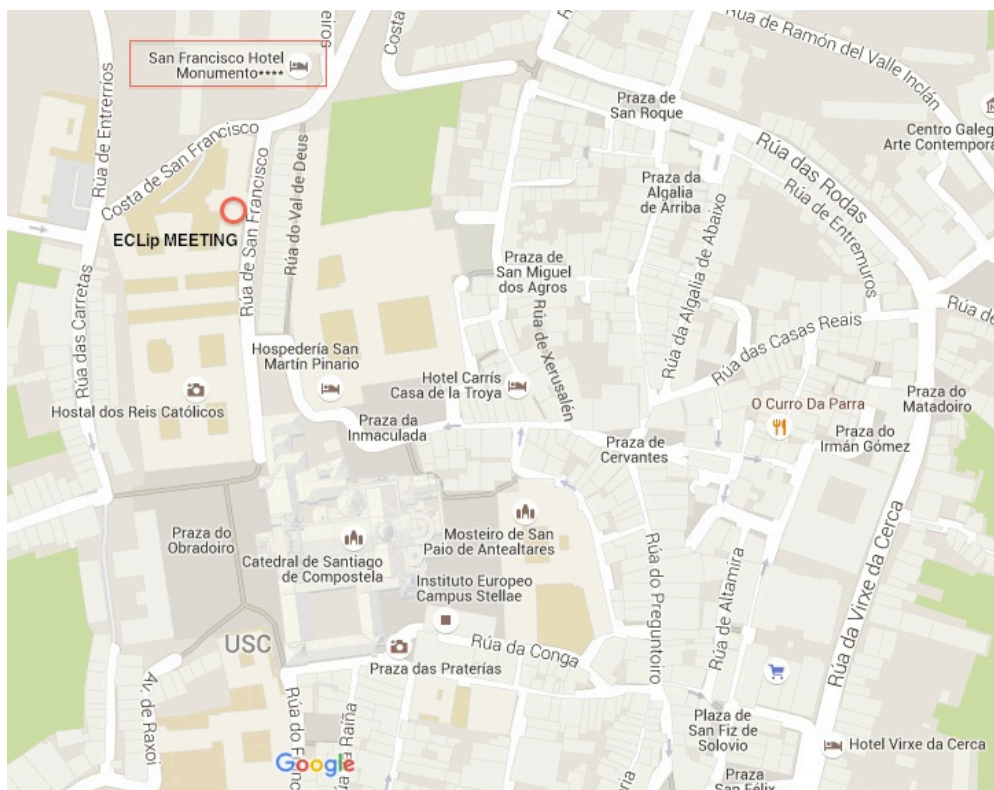 eiros
Costa
San Francisco Hotel
Monumento****
Rúa de Ramón del Valle Inclán
Rúa de Entrerríos
Costa de San Francisco
Praza de
San Roque
Centro Galeg
Arte Contemporá
Rúa das Rodas
Praza da
Algalia
de Arriba
Rúa de Entremuros
ECLip MEETING
Rúa de San Francisco
Rúa do Val de Deus
Praza de
San Miguel
dos Agros
Rúa da Algalia de Abaixo
Rúa das Carretas
Rúa de Xerusalén
Rúa das Casas Reais
Rúa de
Hospedería San
Martín Pinario
Hotel Carrís
Casa de la Troya
Hostal dos Reis Católicos
O Curro Da Parra
Praza do
Matadoiro
Praza da
Inmaculada
Praza de
Cervantes
Praza do
Irmán Gómez
Praza do
Obradoiro
Catedral de Santiago
de Compostela
Mosteiro de San
Paio de Antealtares
Rúa do Preguntoiro
Rúa de Altamira
Rúa da Virxe da Cerca
Instituto Europeo
Campus Stellae
USC
Rúa da Conga
Praza das Praterías
Av. de Raxoi
Rúa do Franc
Raíña
Plaza de
San Fiz de
Solovio
Hotel Virxe da Cerca
Google
Praza
San Félix